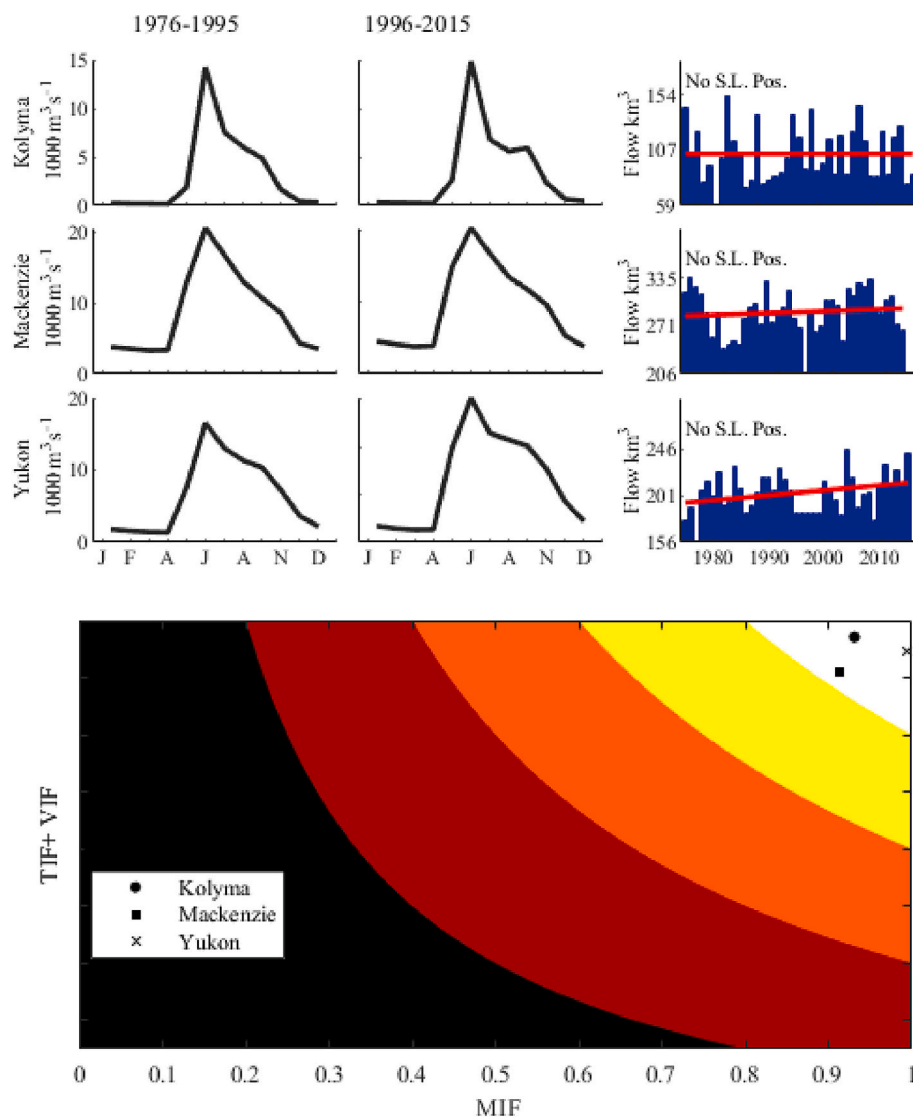 1976-1995 1996-2015
Kolyma
1000 m³s⁻¹
15
10
5
0
No S.L. Pos.
Flow km³
154
107
59
Mackenzie
1000 m³s⁻¹
20
10
0
No S.L. Pos.
Flow km³
335
271
206
Yukon
1000 m³s⁻¹
20
10
0
No S.L. Pos.
Flow km³
246
201
156
J F A A J A N D
J F A A J A N D
1980 1990 2000 2010
TIF+ VIF
Kolyma
Mackenzie
Yukon
0 0.1 0.2 0.3 0.4 0.5 0.6 0.7 0.8 0.9 1
MIF